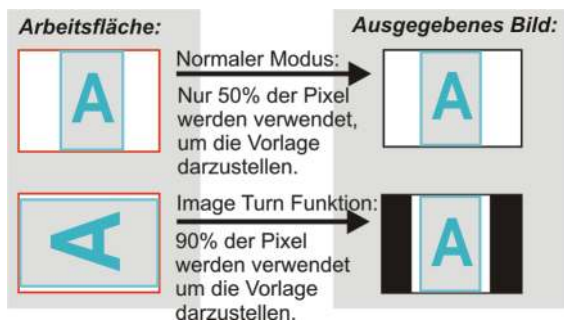 Arbeitsfläche:
Ausgegebenes Bild:
A
Normaler Modus:
Nur 50% der Pixel
werden verwendet,
um die Vorlage
darzustellen.
A
A
Image Turn Funktion:
90% der Pixel
werden verwendet
um die Vorlage
darzustellen.
A